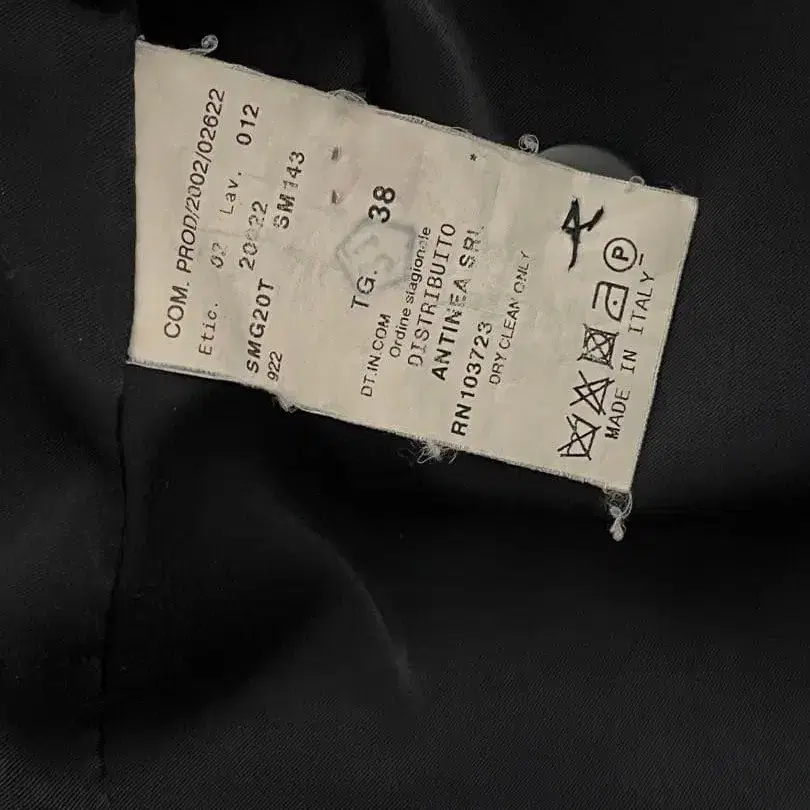 COM. PROD/2002/02622
Etic. 02 Lav. 012
SMG20T 20622 SM143
922
TG. 38
DT.IN.COM
Ordine stagionale
DISTRIBUITO
ANTINEA SRL
RN103723
DRY CLEAN ONLY
P
MADE IN ITALY